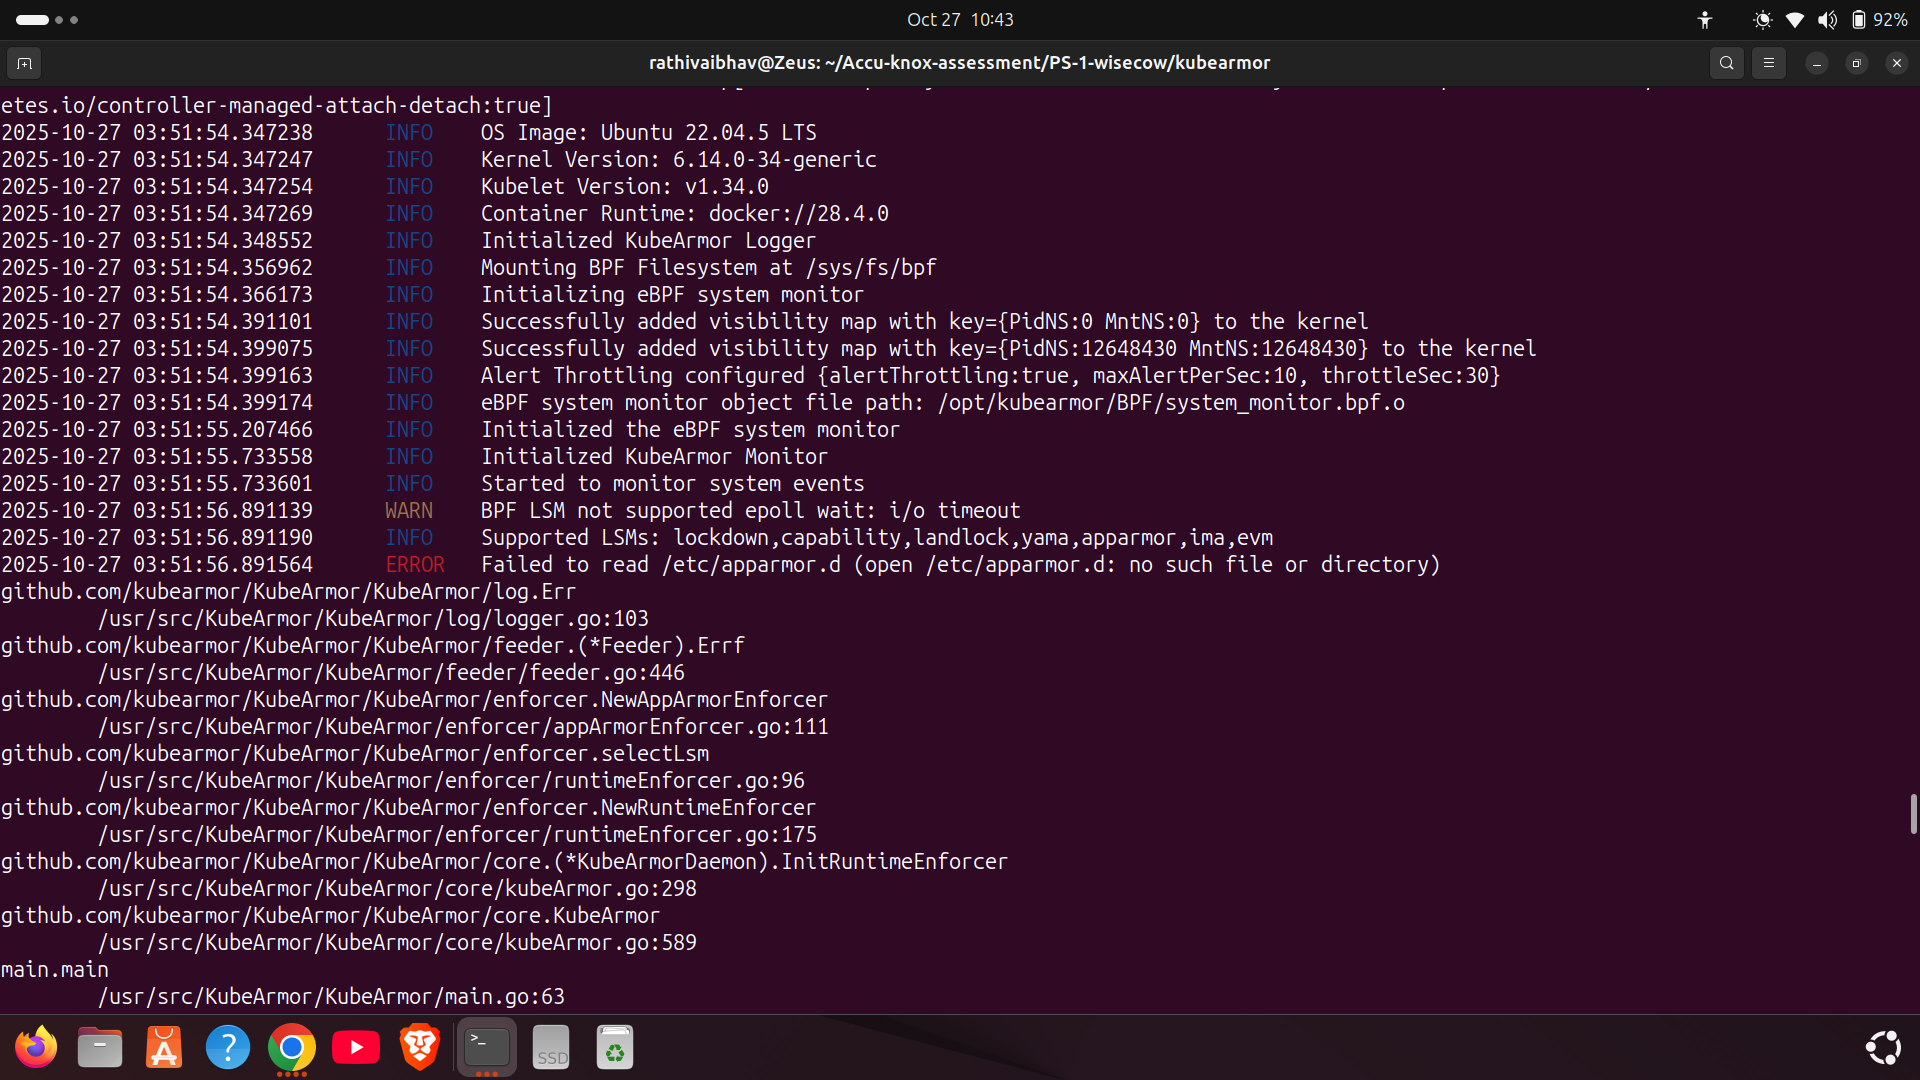 Oct 27 10:43
92%
rathivaibhav@Zeus: ~/Accu-knox-assessment/PS-1-wisecow/kubearmor
etes.io/controller-managed-attach-detach:true]
2025-10-27 03:51:54.347238 INFO OS Image: Ubuntu 22.04.5 LTS
2025-10-27 03:51:54.347247 INFO Kernel Version: 6.14.0-34-generic
2025-10-27 03:51:54.347254 INFO Kubelet Version: v1.34.0
2025-10-27 03:51:54.347269 INFO Container Runtime: docker://28.4.0
2025-10-27 03:51:54.348552 INFO Initialized KubeArmor Logger
2025-10-27 03:51:54.356962 INFO Mounting BPF Filesystem at /sys/fs/bpf
2025-10-27 03:51:54.366173 INFO Initializing eBPF system monitor
2025-10-27 03:51:54.391101 INFO Successfully added visibility map with key={PidNS:0 MntNS:0} to the kernel
2025-10-27 03:51:54.399075 INFO Successfully added visibility map with key={PidNS:12648430 MntNS:12648430} to the kernel
2025-10-27 03:51:54.399163 INFO Alert Throttling configured {alertThrottling:true, maxAlertPerSec:10, throttleSec:30}
2025-10-27 03:51:54.399174 INFO eBPF system monitor object file path: /opt/kubearmor/BPF/system_monitor.bpf.o
2025-10-27 03:51:55.207466 INFO Initialized the eBPF system monitor
2025-10-27 03:51:55.733558 INFO Initialized KubeArmor Monitor
2025-10-27 03:51:55.733601 INFO Started to monitor system events
2025-10-27 03:51:56.891139 WARN BPF LSM not supported epoll wait: i/o timeout
2025-10-27 03:51:56.891190 INFO Supported LSMs: lockdown,capability,landlock,yama,apparmor,ima,evm
2025-10-27 03:51:56.891564 ERROR Failed to read /etc/apparmor.d (open /etc/apparmor.d: no such file or directory)
github.com/kubearmor/KubeArmor/KubeArmor/log.Err
/usr/src/KubeArmor/KubeArmor/log/logger.go:103
github.com/kubearmor/KubeArmor/KubeArmor/feeder.(*Feeder).Errf
/usr/src/KubeArmor/KubeArmor/feeder/feeder.go:446
github.com/kubearmor/KubeArmor/KubeArmor/enforcer.NewAppArmorEnforcer
/usr/src/KubeArmor/KubeArmor/enforcer/appArmorEnforcer.go:111
github.com/kubearmor/KubeArmor/KubeArmor/enforcer.selectLsm
/usr/src/KubeArmor/KubeArmor/enforcer/runtimeEnforcer.go:96
github.com/kubearmor/KubeArmor/KubeArmor/enforcer.NewRuntimeEnforcer
/usr/src/KubeArmor/KubeArmor/enforcer/runtimeEnforcer.go:175
github.com/kubearmor/KubeArmor/KubeArmor/core.(*KubeArmorDaemon).InitRuntimeEnforcer
/usr/src/KubeArmor/KubeArmor/core/kubeArmor.go:298
github.com/kubearmor/KubeArmor/KubeArmor/core.KubeArmor
/usr/src/KubeArmor/KubeArmor/core/kubeArmor.go:589
main.main
/usr/src/KubeArmor/KubeArmor/main.go:63
SSD